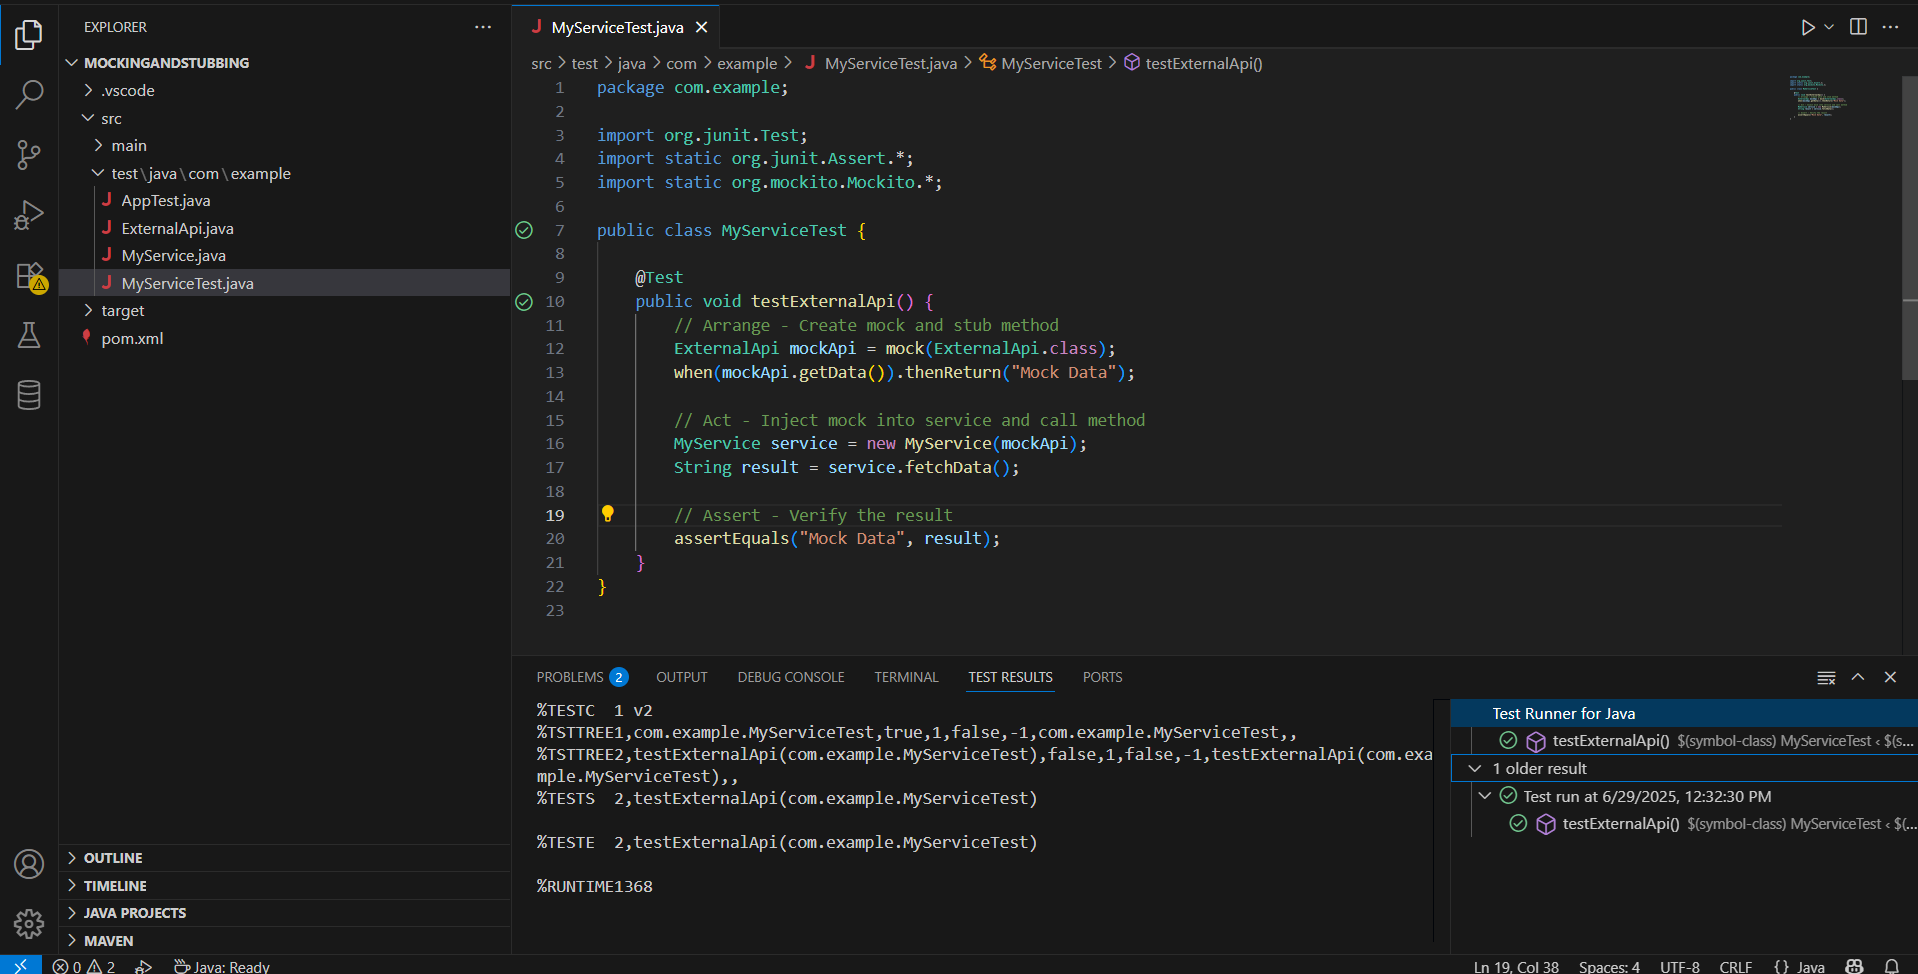 EXPLORER
MOCKINGANDSTUBBING
.vscode
src
main
test\java\com\example
AppTest.java
ExternalApi.java
MyService.java
MyServiceTest.java
target
pom.xml
OUTLINE
TIMELINE
JAVA PROJECTS
MAVEN
MyServiceTest.java
src > test > java > com > example > MyServiceTest.java > MyServiceTest > testExternalApi()
1 package com.example;
2
3 import org.junit.Test;
4 import static org.junit.Assert.*;
5 import static org.mockito.Mockito.*;
6
7 public class MyServiceTest {
8
9 @Test
10 public void testExternalApi() {
11 // Arrange - Create mock and stub method
12 ExternalApi mockApi = mock(ExternalApi.class);
13 when(mockApi.getData()).thenReturn("Mock Data");
14
15 // Act - Inject mock into service and call method
16 MyService service = new MyService(mockApi);
17 String result = service.fetchData();
18
19 // Assert - Verify the result
20 assertEquals("Mock Data", result);
21 }
22 }
23
PROBLEMS 2 OUTPUT DEBUG CONSOLE TERMINAL TEST RESULTS PORTS
%TESTC  1 v2
%TSTTREE1,com.example.MyServiceTest,true,1,false,-1,com.example.MyServiceTest,,
%TSTTREE2,testExternalApi(com.example.MyServiceTest),false,1,false,-1,testExternalApi(com.exa
mple.MyServiceTest),,
%TESTS  2,testExternalApi(com.example.MyServiceTest)
%TESTE  2,testExternalApi(com.example.MyServiceTest)
%RUNTIME1368
Test Runner for Java
testExternalApi() $(symbol-class) MyServiceTest ‹ $(s...
1 older result
Test run at 6/29/2025, 12:32:30 PM
testExternalApi() $(symbol-class) MyServiceTest ‹ $(...
0 2 Java: Ready Ln 19, Col 38 Spaces: 4 UTF-8 CRLF {} Java